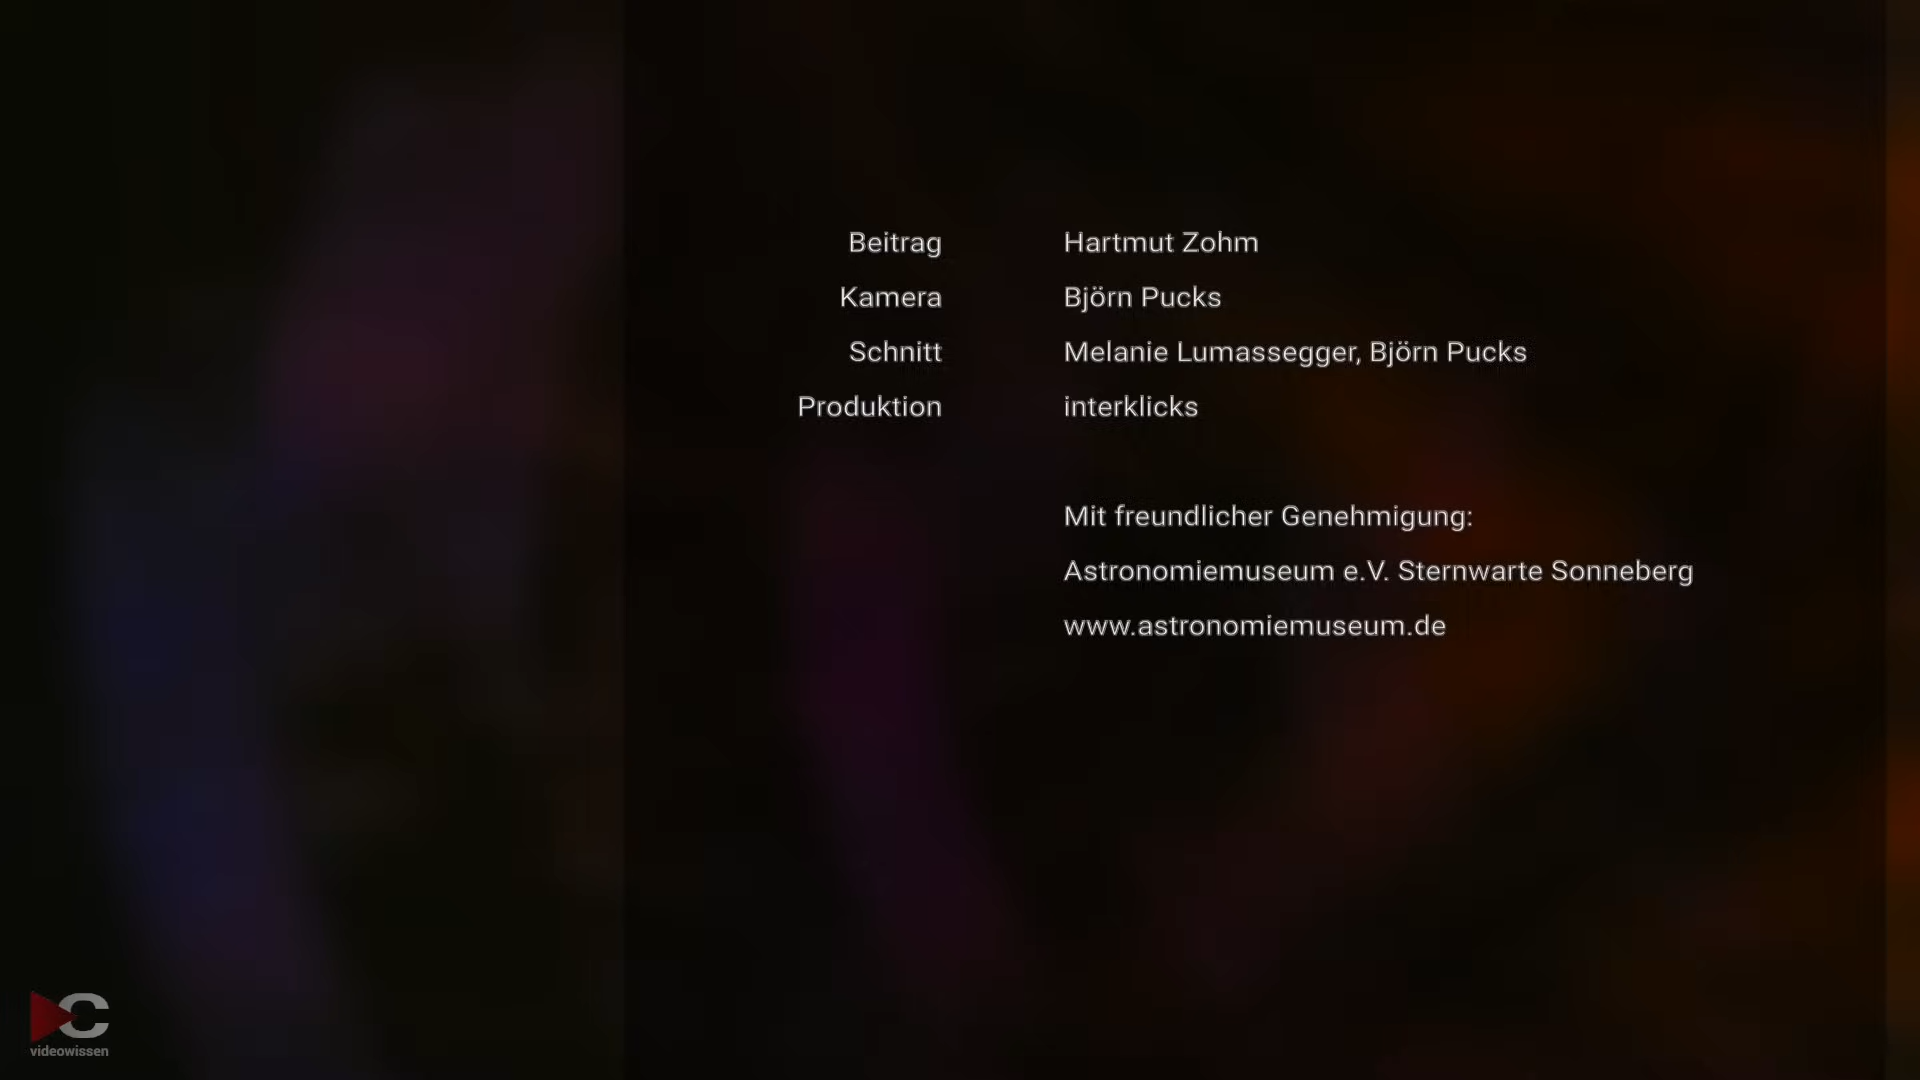 Beitrag Hartmut Zohm
Kamera Björn Pucks
Schnitt Melanie Lumassegger, Björn Pucks
Produktion interklicks
Mit freundlicher Genehmigung:
Astronomiemuseum e.V. Sternwarte Sonneberg
www.astronomiemuseum.de
C
videowissen